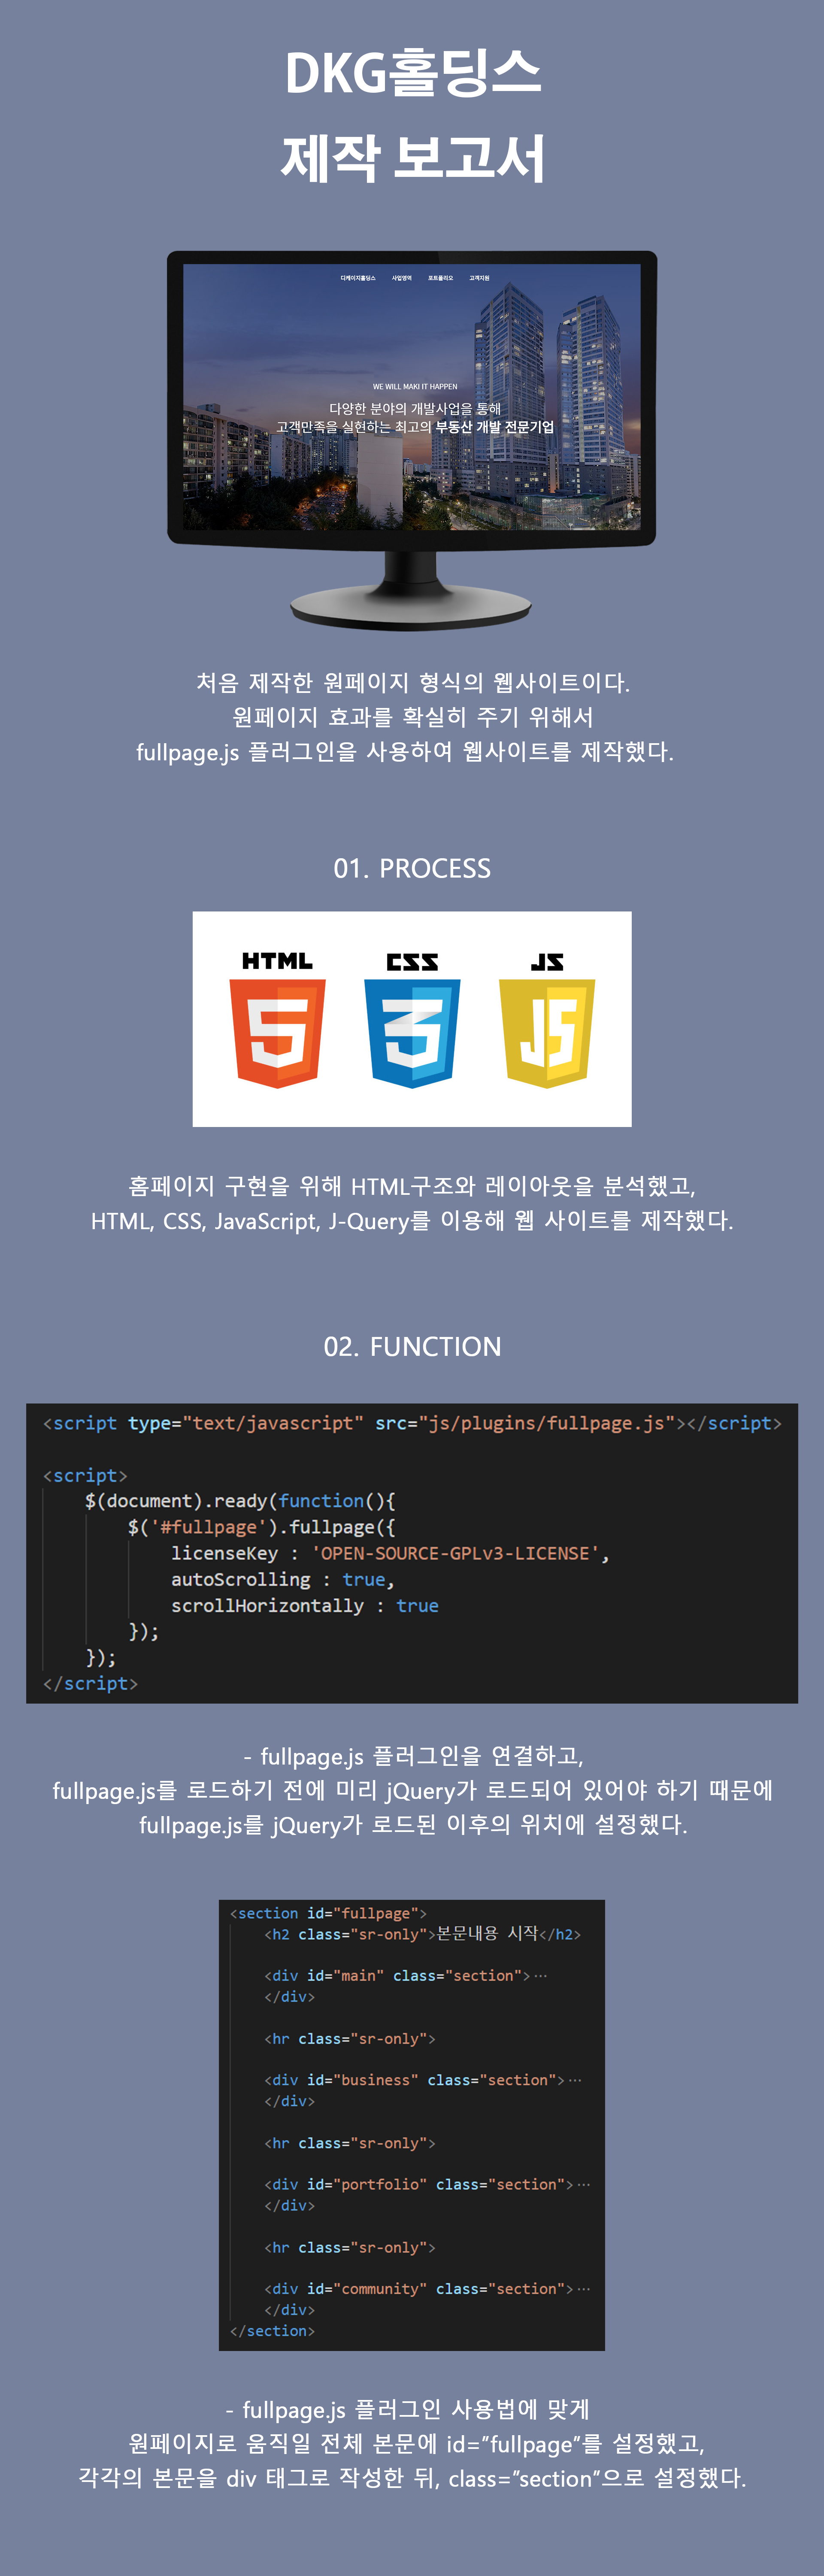 DKG홀딩스
제작 보고서
디케이지홀딩스 사업영역 포트폴리오 고객지원
WE WILL MAKI IT HAPPEN
다양한 분야의 개발사업을 통해
고객만족을 실현하는 최고의 부동산 개발 전문기업
처음 제작한 원페이지 형식의 웹사이트이다.
원페이지 효과를 확실히 주기 위해서
fullpage.js 플러그인을 사용하여 웹사이트를 제작했다.
01. PROCESS
HTML CSS JS
5 3 JS
홈페이지 구현을 위해 HTML구조와 레이아웃을 분석했고,
HTML, CSS, JavaScript, J-Query를 이용해 웹 사이트를 제작했다.
02. FUNCTION
<script type="text/javascript" src="js/plugins/fullpage.js"></script>
<script>
$(document).ready(function(){
$('#fullpage').fullpage({
licenseKey : 'OPEN-SOURCE-GPLv3-LICENSE',
autoScrolling : true,
scrollHorizontally : true
});
});
</script>
- fullpage.js 플러그인을 연결하고,
fullpage.js를 로드하기 전에 미리 jQuery가 로드되어 있어야 하기 때문에
fullpage.js를 jQuery가 로드된 이후의 위치에 설정했다.
<section id="fullpage">
<h2 class="sr-only">본문내용 시작</h2>
<div id="main" class="section">···
</div>
<hr class="sr-only">
<div id="business" class="section">···
</div>
<hr class="sr-only">
<div id="portfolio" class="section">···
</div>
<hr class="sr-only">
<div id="community" class="section">···
</div>
</section>
- fullpage.js 플러그인 사용법에 맞게
원페이지로 움직일 전체 본문에 id=”fullpage”를 설정했고,
각각의 본문을 div 태그로 작성한 뒤, class=”section”으로 설정했다.